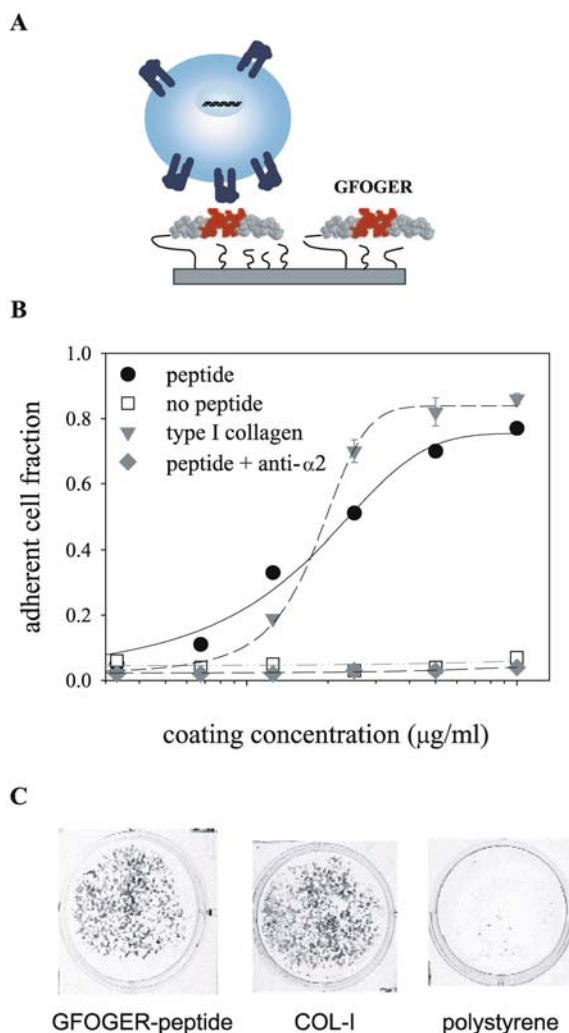 A
GFOGER
B
1.0
0.8
0.6
0.4
0.2
0.0
adherent cell fraction
peptide
no peptide
type I collagen
peptide + anti-α2
coating concentration (μg/ml)
C
GFOGER-peptide
COL-I
polystyrene